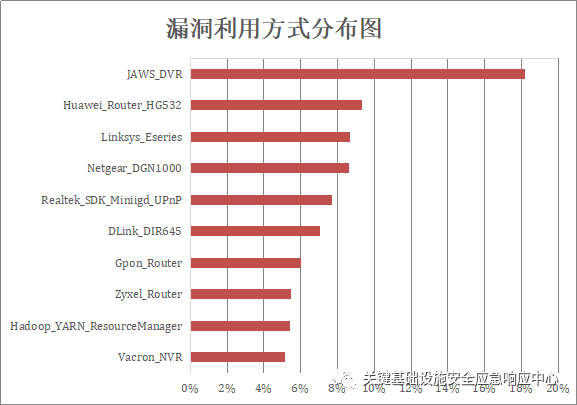 漏洞利用方式分布图
JAWS_DVR
Huawei_Router_HG532
Linksys_Eseries
Netgear_DGN1000
Realtek_SDK_Miniigd_UPnP
DLink_DIR645
Gpon_Router
Zyxel_Router
Hadoop_YARN_ResourceManager
Vacron_NVR
0% 2% 4% 6% 8% 10% 12% 14% 16% 18% 20%
关键基础设施安全应急响应中心